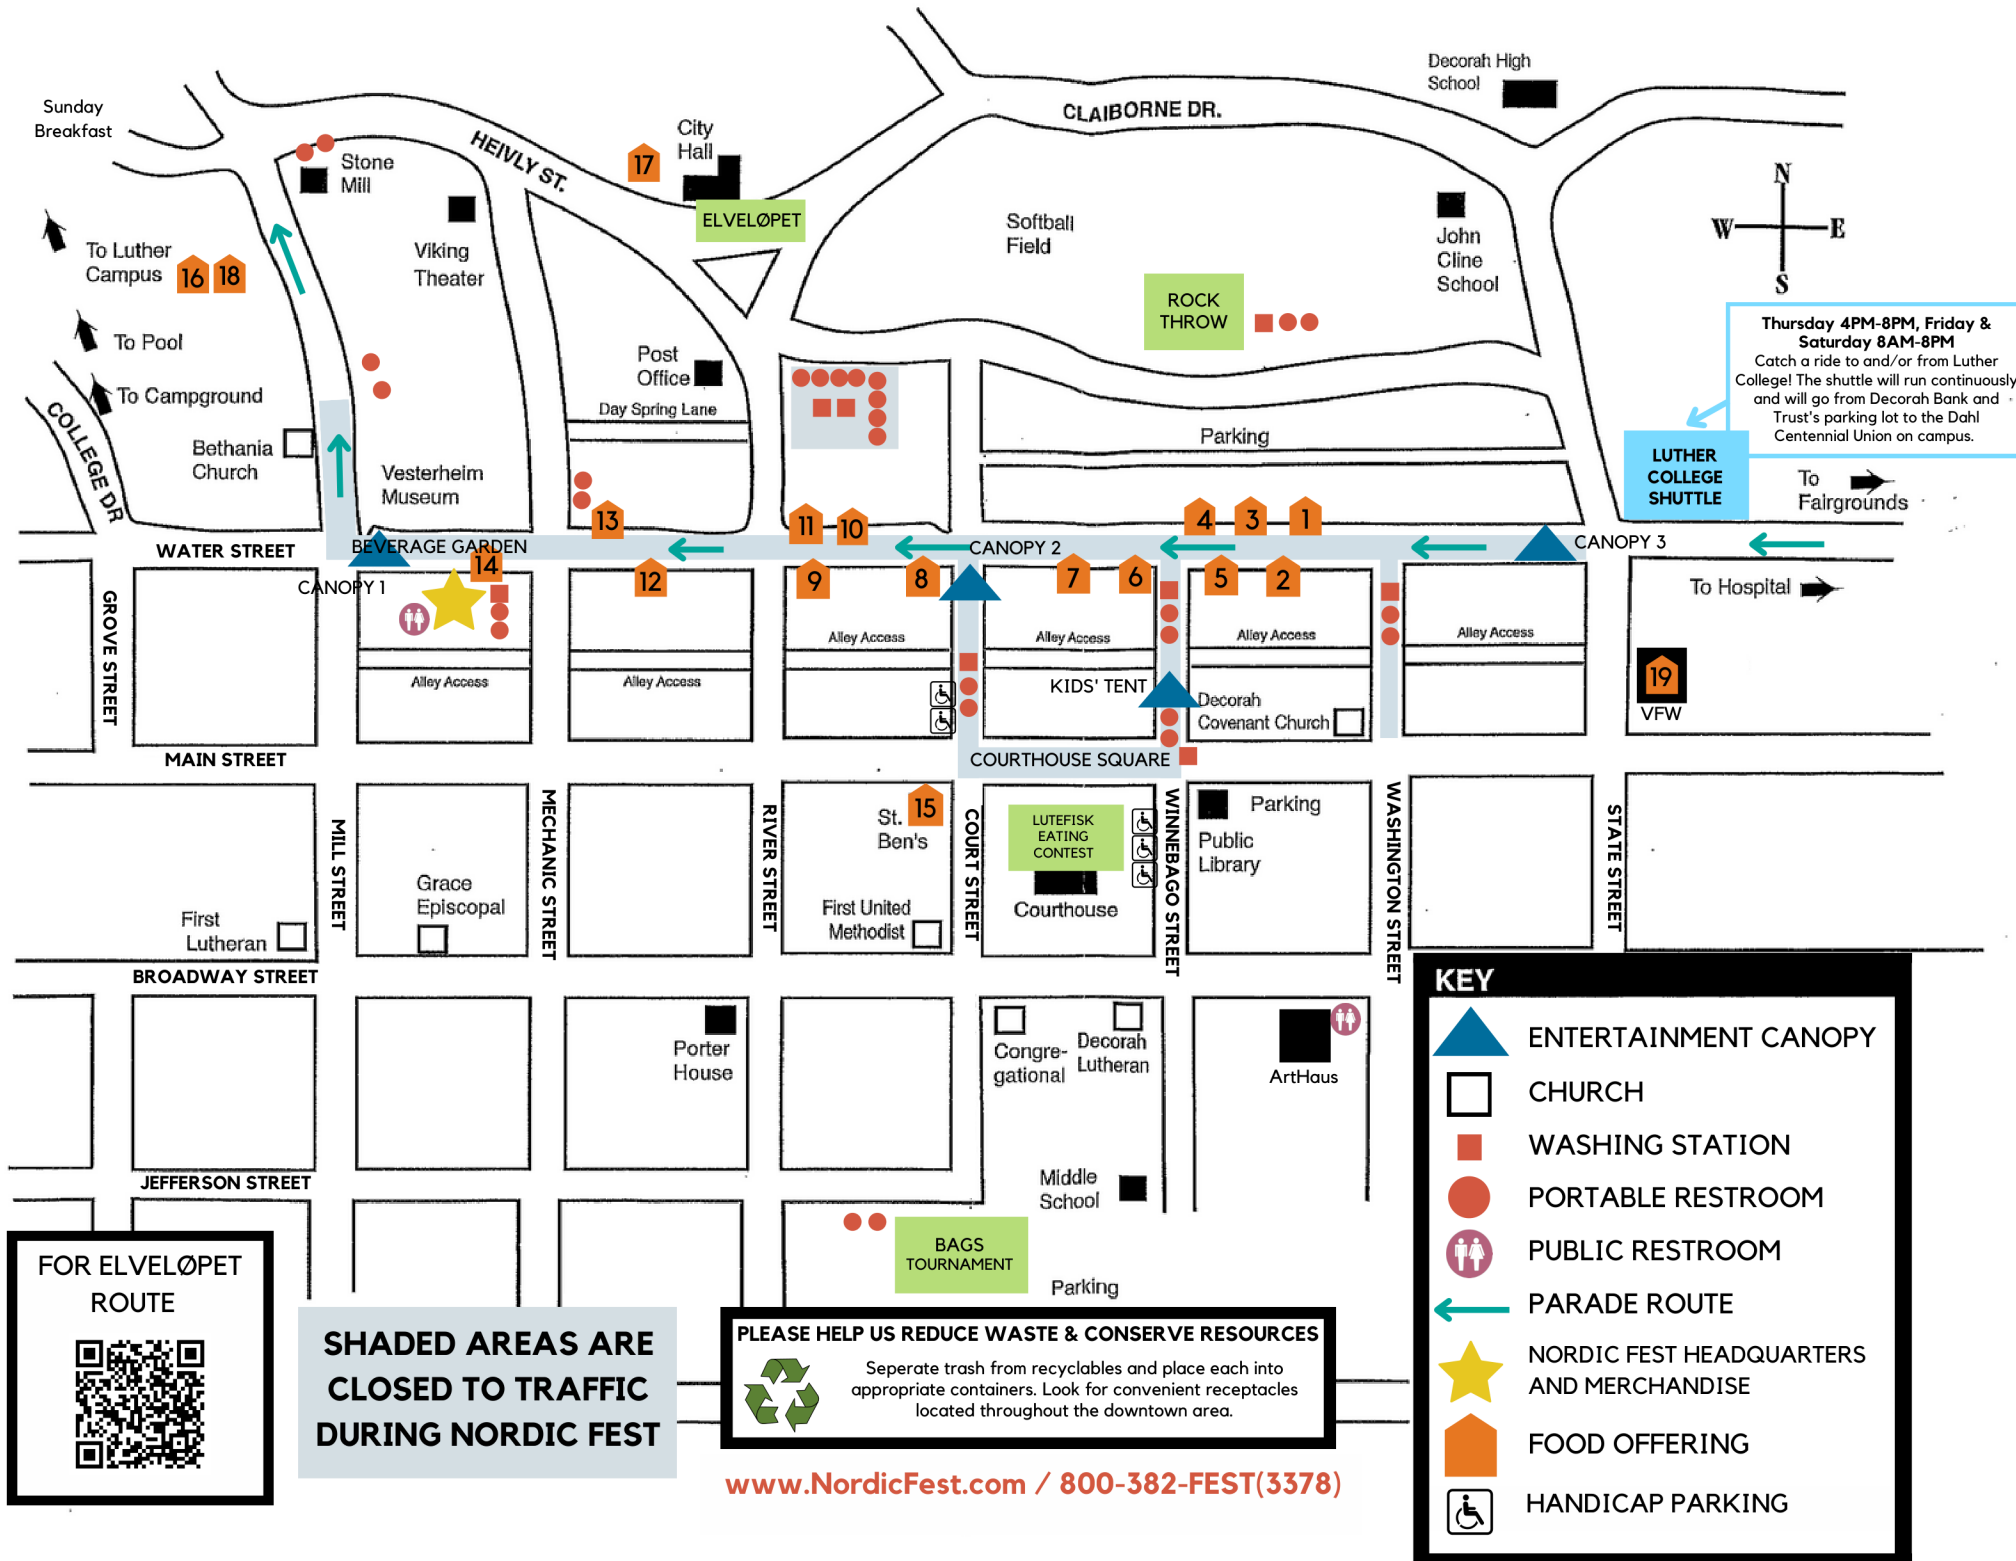 Decorah High
School
Sunday
Breakfast
CLAIBORNE DR.
City
Hall
17
HEIVLY ST.
Stone
Mill
ELVELØPET
Softball
Field
N
W
E
S
John
Cline
School
Viking
Theater
To Luther
Campus
16
18
ROCK
THROW
Thursday 4PM-8PM, Friday &
Saturday 8AM-8PM
Catch a ride to and/or from Luther
College! The shuttle will run continuously
and will go from Decorah Bank and
Trust's parking lot to the Dahl
Centennial Union on campus.
To Pool
Post
Office
To Campground
COLLEGE DR
Day Spring Lane
Parking
Bethania
Church
Vesterheim
Museum
LUTHER
COLLEGE
SHUTTLE
To
Fairgrounds
13
11
10
4
3
1
WATER STREET
BEVERAGE GARDEN
CANOPY 2
CANOPY 3
14
12
9
8
7
6
5
2
CANOPY 1
To Hospital
GROVE STREET
Alley Access
Alley Access
Alley Access
Alley Access
Alley Access
Alley Access
KIDS' TENT
Decorah
Covenant Church
19
VFW
MAIN STREET
COURTHOUSE SQUARE
MILL STREET
MECHANIC STREET
RIVER STREET
St.
Ben's
15
COURT STREET
LUTEFISK
EATING
CONTEST
WINNEBAGO STREET
Parking
Public
Library
WASHINGTON STREET
STATE STREET
Grace
Episcopal
First United
Methodist
Courthouse
First
Lutheran
BROADWAY STREET
Porter
House
Congre-
gational
Decorah
Lutheran
ArtHaus
JEFFERSON STREET
Middle
School
BAGS
TOURNAMENT
Parking
KEY
ENTERTAINMENT CANOPY
CHURCH
WASHING STATION
PORTABLE RESTROOM
PUBLIC RESTROOM
PARADE ROUTE
NORDIC FEST HEADQUARTERS
AND MERCHANDISE
FOOD OFFERING
HANDICAP PARKING
FOR ELVELØPET
ROUTE
SHADED AREAS ARE
CLOSED TO TRAFFIC
DURING NORDIC FEST
PLEASE HELP US REDUCE WASTE & CONSERVE RESOURCES
Seperate trash from recyclables and place each into
appropriate containers. Look for convenient receptacles
located throughout the downtown area.
www.NordicFest.com / 800-382-FEST(3378)